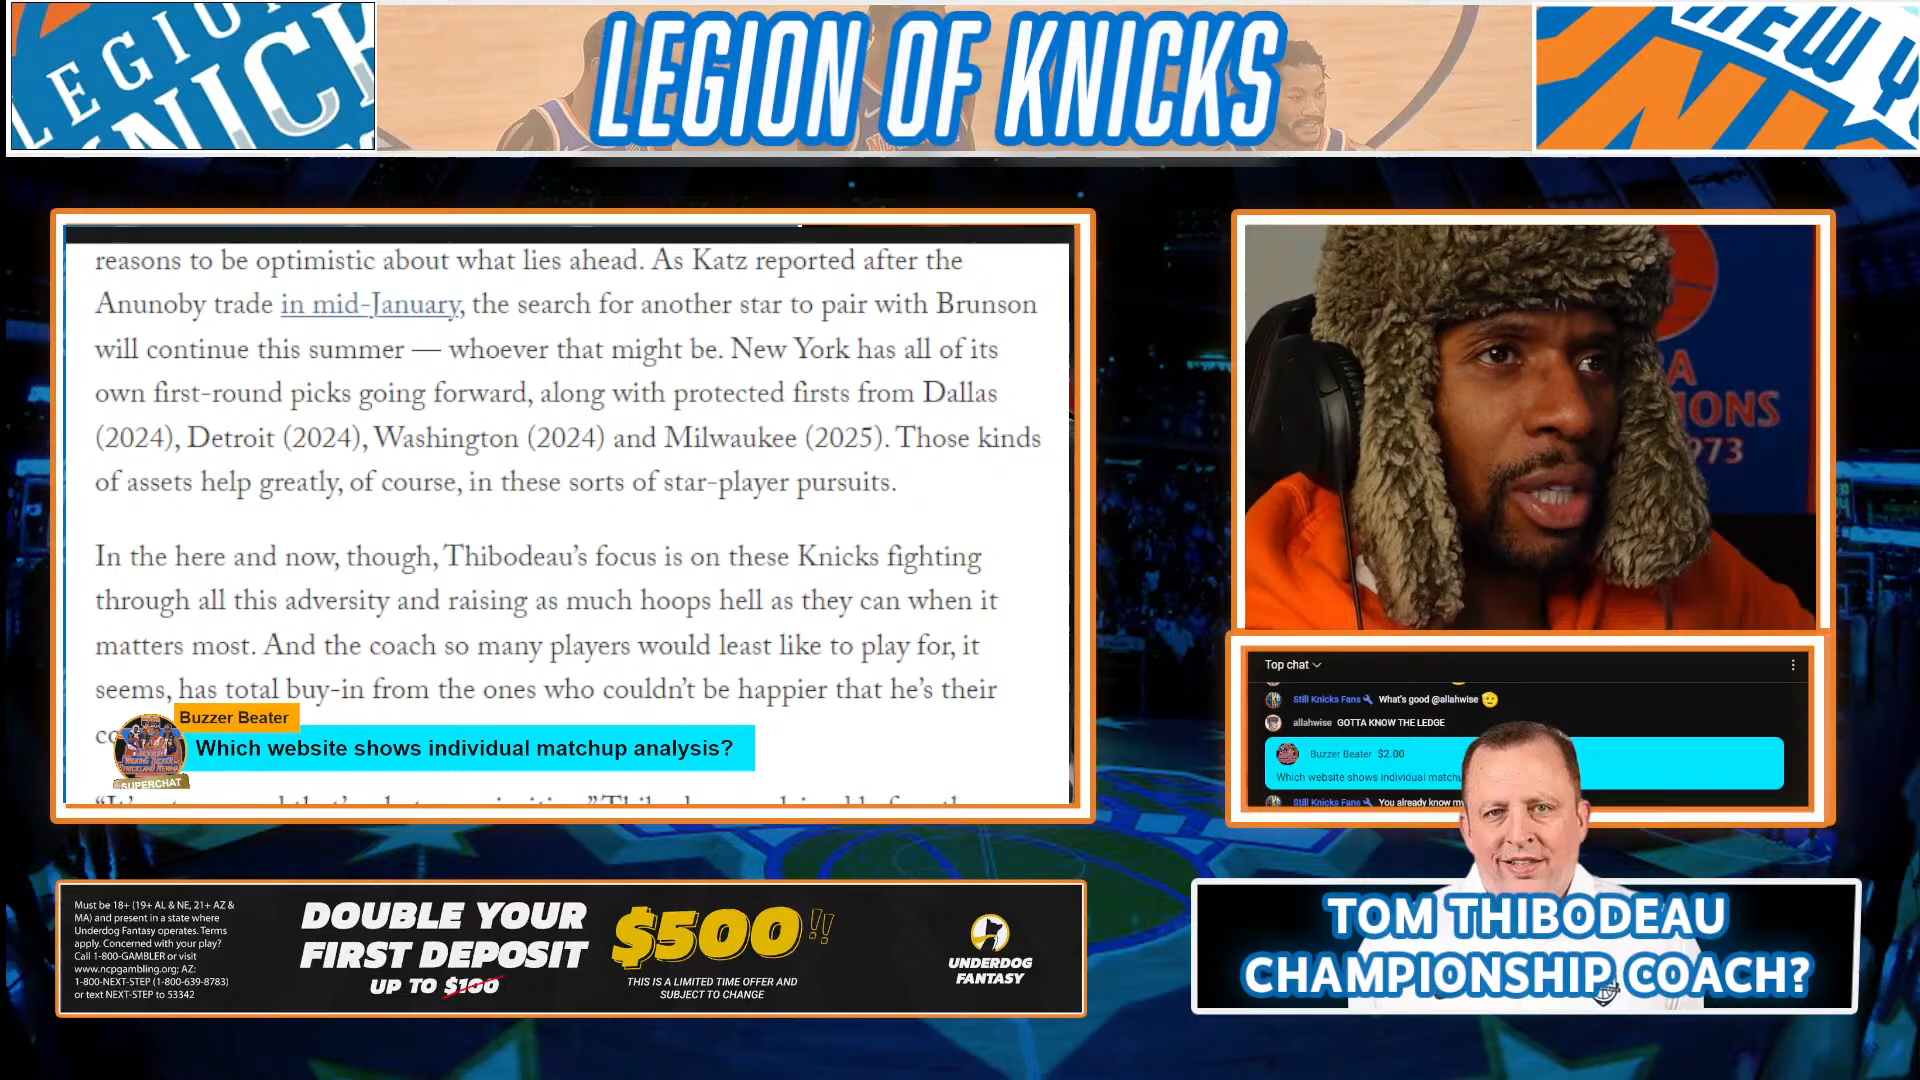 LEGION
KNICK
LEGION OF KNICKS
NEW Y
reasons to be optimistic about what lies ahead. As Katz reported after the
Anunoby trade in mid-January, the search for another star to pair with Brunson
will continue this summer — whoever that might be. New York has all of its
own first-round picks going forward, along with protected firsts from Dallas
(2024), Detroit (2024), Washington (2024) and Milwaukee (2025). Those kinds
of assets help greatly, of course, in these sorts of star-player pursuits.
In the here and now, though, Thibodeau's focus is on these Knicks fighting
through all this adversity and raising as much hoops hell as they can when it
matters most. And the coach so many players would least like to play for, it
seems, has total buy-in from the ones who couldn't be happier that he's their
Buzzer Beater
Which website shows individual matchup analysis?
SUPERCHAT
Top chat
Still Knicks Fans What's good @allahwise
allahwise GOTTA KNOW THE LEDGE
Buzzer Beater $2.00
Which website shows individual matchu
Still Knicks Fans You already know m
Must be 18+ (19+ AL & NE, 21+ AZ &
MA) and present in a state where
Underdog Fantasy operates. Terms
apply. Concerned with your play?
Call 1-800-GAMBLER or visit
www.ncpgambling.org; AZ:
1-800-NEXT-STEP (1-800-639-8783)
or text NEXT-STEP to 53342
DOUBLE YOUR
FIRST DEPOSIT
UP TO $100
$500!!
THIS IS A LIMITED TIME OFFER AND
SUBJECT TO CHANGE
UNDERDOG
FANTASY
TOM THIBODEAU
CHAMPIONSHIP COACH?